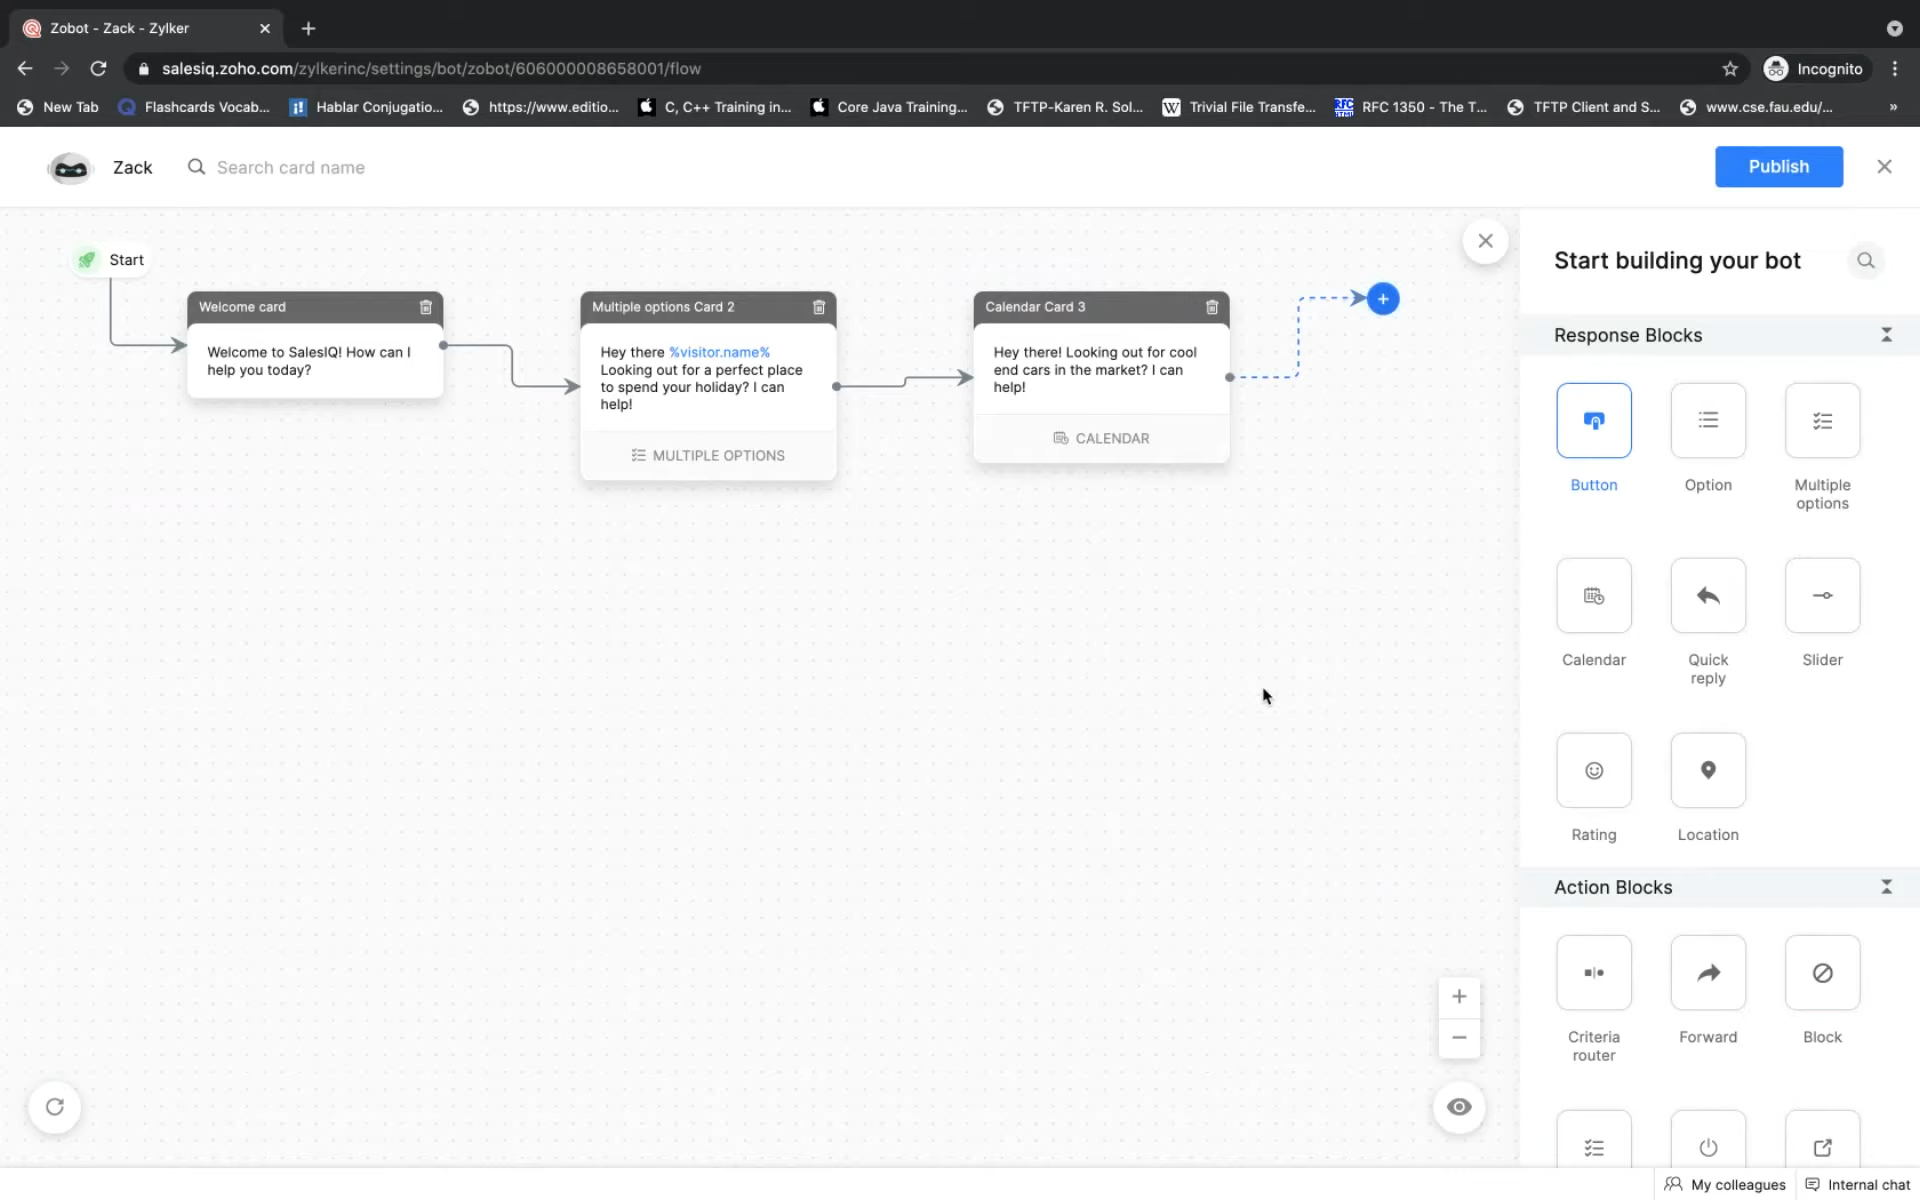 Zobot - Zack - Zylker
salesiq.zoho.com/zylkerinc/settings/bot/zobot/606000008658001/flow
Incognito
New Tab
Flashcards Vocab...
Hablar Conjugatio...
https://www.editio...
C, C++ Training in...
Core Java Training...
TFTP-Karen R. Sol...
Trivial File Transfe...
RFC 1350 - The T...
TFTP Client and S...
www.cse.fau.edu/...
»
Zack
Search card name
Publish
Start
Welcome card
Welcome to SalesIQ! How can I
help you today?
Multiple options Card 2
Hey there %visitor.name%
Looking out for a perfect place
to spend your holiday? I can
help!
MULTIPLE OPTIONS
Calendar Card 3
Hey there! Looking out for cool
end cars in the market? I can
help!
CALENDAR
Start building your bot
Response Blocks
Button
Option
Multiple
options
Calendar
Quick
reply
Slider
Rating
Location
Action Blocks
Criteria
router
Forward
Block
My colleagues
Internal chat